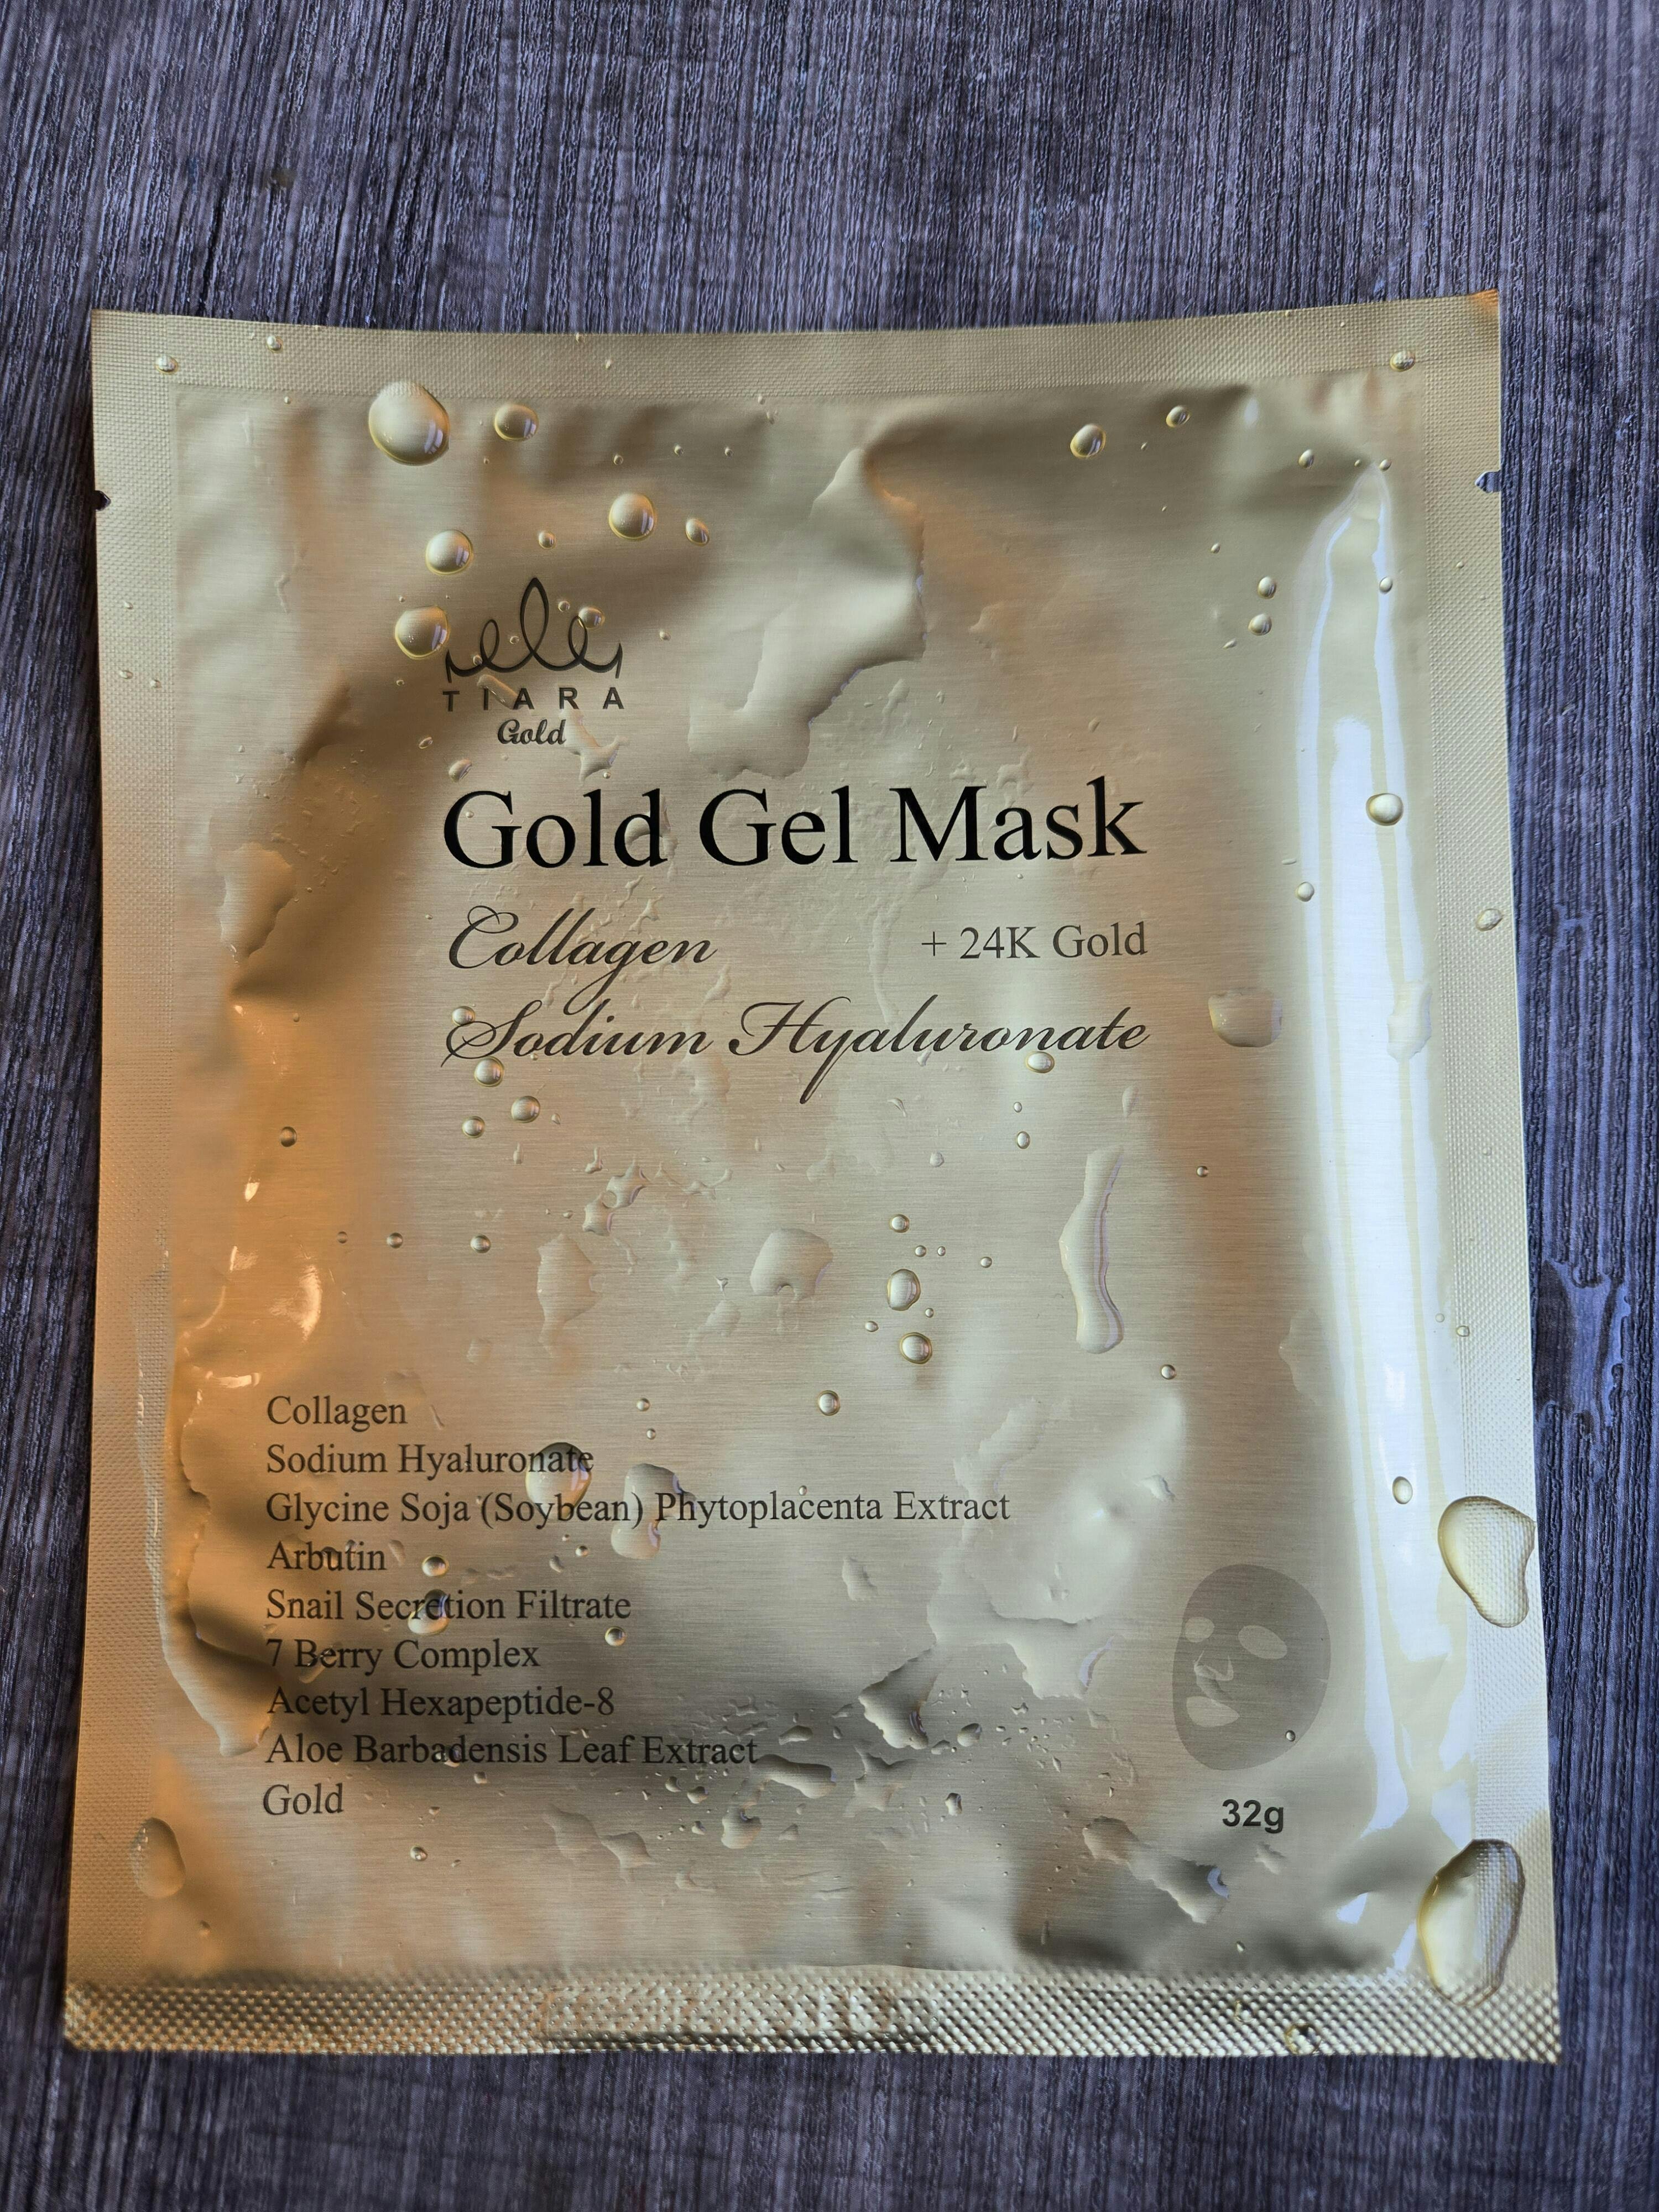 TIARA
Gold
Gold Gel Mask
Collagen + 24K Gold
Sodium Hyaluronate
Collagen
Sodium Hyaluronate
Glycine Soja (Soybean) Phytoplacenta Extract
Arbutin
Snail Secretion Filtrate
7 Berry Complex
Acetyl Hexapeptide-8
Aloe Barbadensis Leaf Extract
Gold
32g